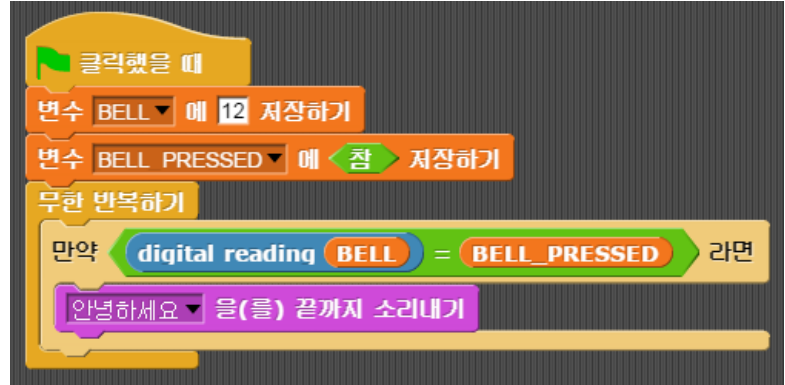 클릭했을 때
변수 BELL 에 12 저장하기
변수 BELL PRESSED 에 참 저장하기
무한 반복하기
만약 digital reading BELL = BELL_PRESSED 라면
안녕하세요 을(를) 끝까지 소리내기